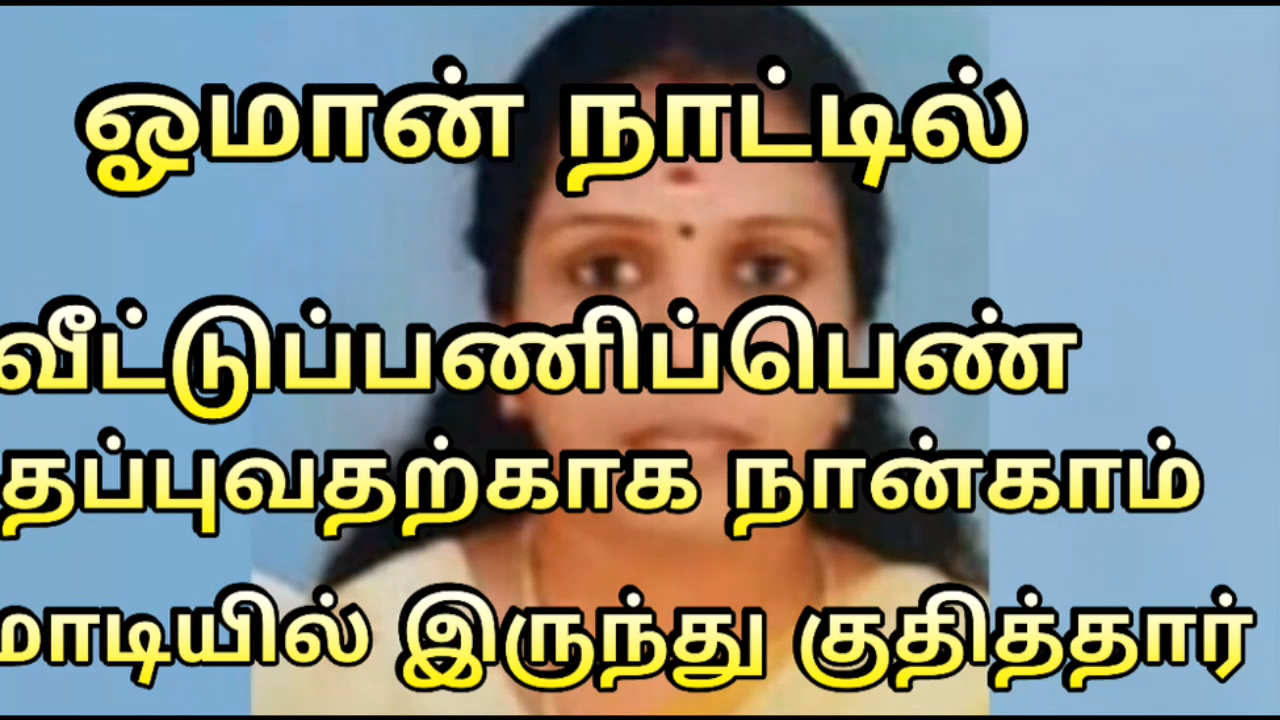 ஓமான் நாட்டில்
வீட்டுப்பணிப்பெண்
தப்புவதற்காக நான்காம்
மாடியில் இருந்து குதித்தார்